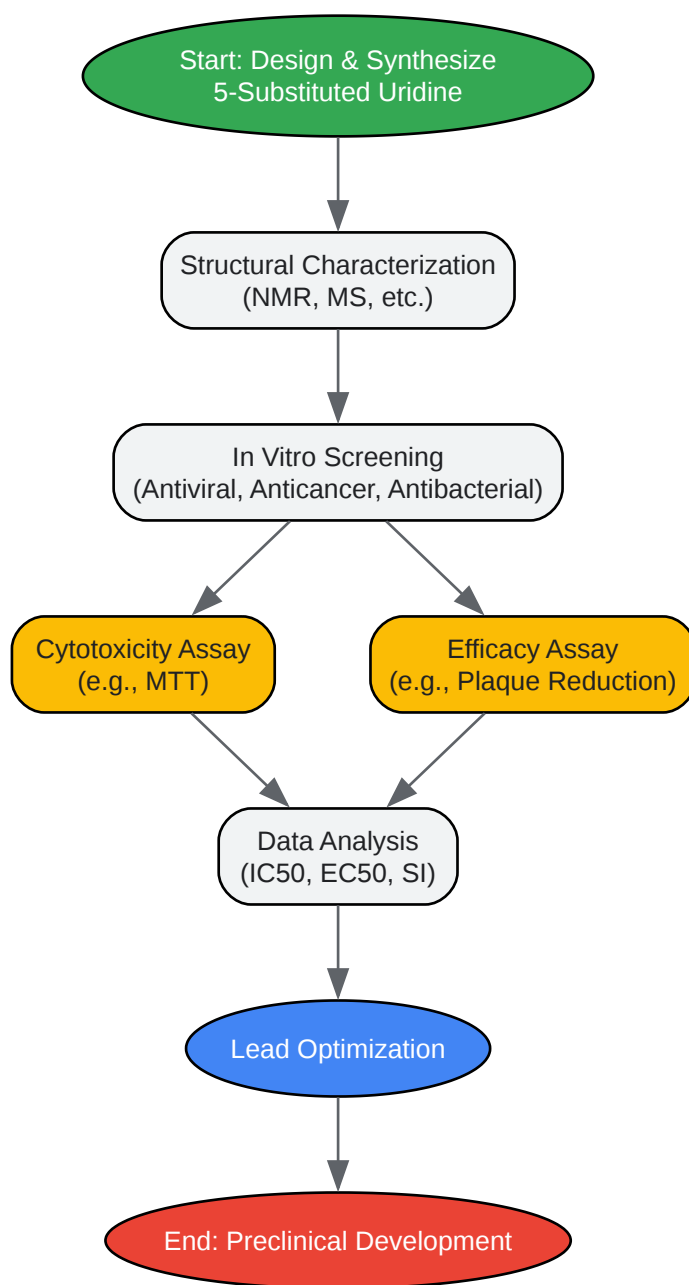 Start: Design & Synthesize
5-Substituted Uridine
Structural Characterization
(NMR, MS, etc.)
In Vitro Screening
(Antiviral, Anticancer, Antibacterial)
Cytotoxicity Assay
(e.g., MTT)
Efficacy Assay
(e.g., Plaque Reduction)
Data Analysis
(IC50, EC50, SI)
Lead Optimization
End: Preclinical Development